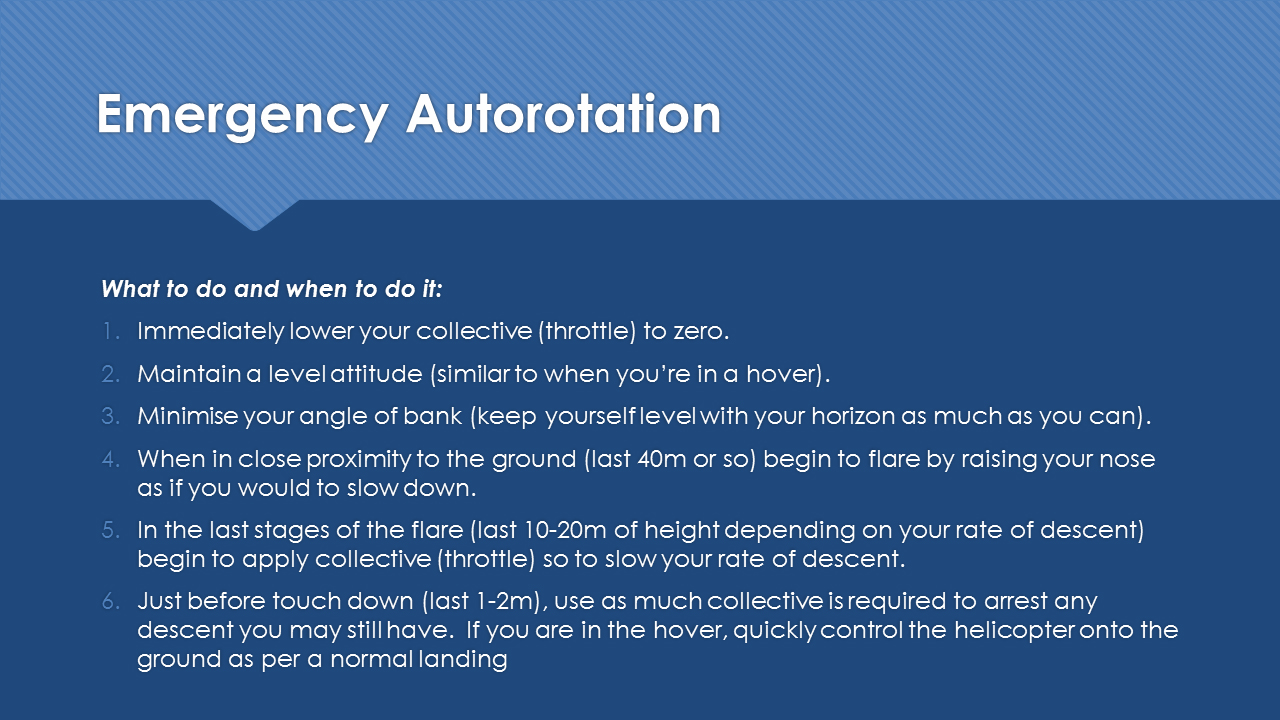 Emergency Autorotation
What to do and when to do it:
1. Immediately lower your collective (throttle) to zero.
2. Maintain a level attitude (similar to when you’re in a hover).
3. Minimise your angle of bank (keep yourself level with your horizon as much as you can).
4. When in close proximity to the ground (last 40m or so) begin to flare by raising your nose
as if you would to slow down.
5. In the last stages of the flare (last 10-20m of height depending on your rate of descent)
begin to apply collective (throttle) so to slow your rate of descent.
6. Just before touch down (last 1-2m), use as much collective is required to arrest any
descent you may still have.  If you are in the hover, quickly control the helicopter onto the
ground as per a normal landing